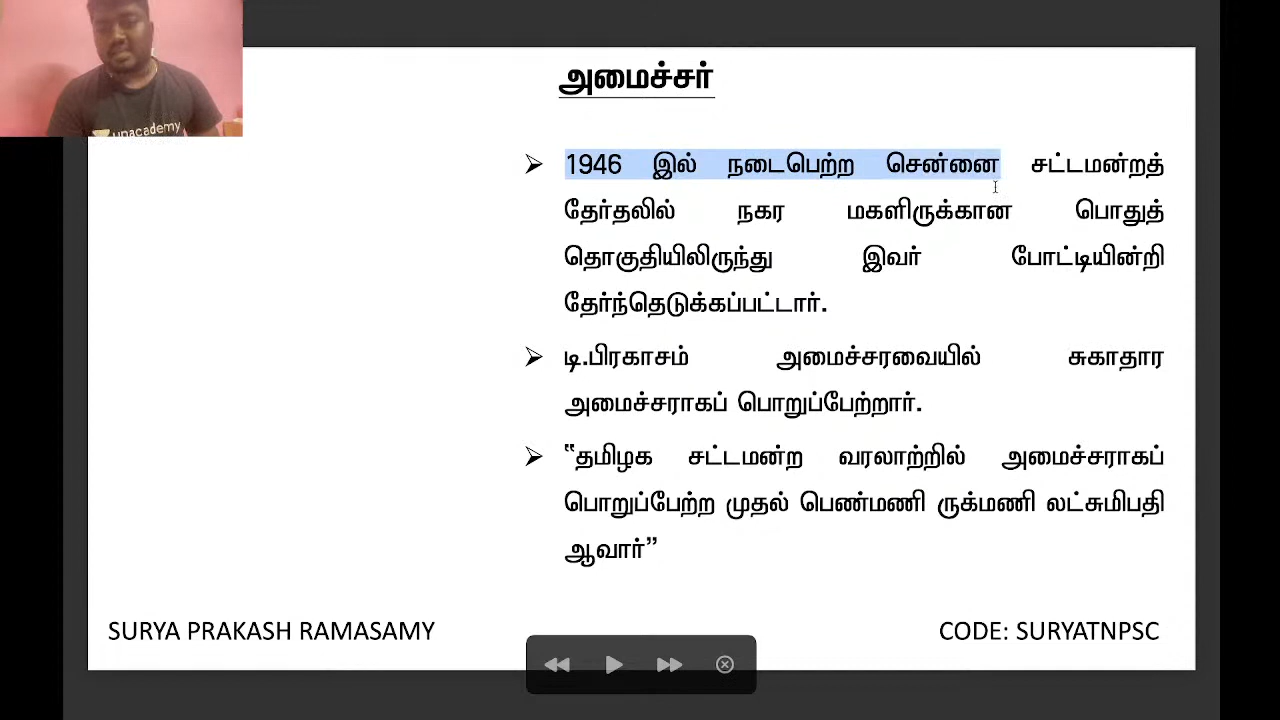 unacademy
அமைச்சர்
➢ 1946 இல் நடைபெற்ற சென்னை சட்டமன்றத்
தேர்தலில் நகர மகளிருக்கான பொதுத்
தொகுதியிலிருந்து இவர் போட்டியின்றி
தேர்ந்தெடுக்கப்பட்டார்.
➢ டி.பிரகாசம் அமைச்சரவையில் சுகாதார
அமைச்சராகப் பொறுப்பேற்றார்.
➢ “தமிழக சட்டமன்ற வரலாற்றில் அமைச்சராகப்
பொறுப்பேற்ற முதல் பெண்மணி ருக்மணி லட்சுமிபதி
ஆவார்”
SURYA PRAKASH RAMASAMY
CODE: SURYATNPSC